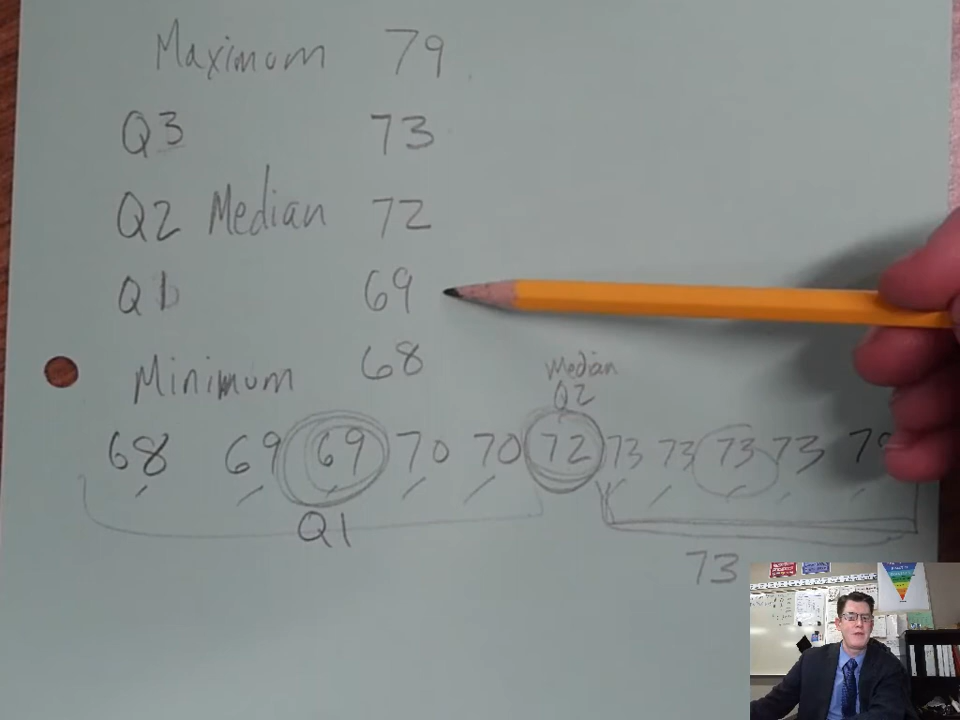 Maximum 79
Q3 73
Q2 Median 72
Q1 69
Minimum 68
Median
Q2
68 69 69 70 70 72 73 73 73 73
Q1
73